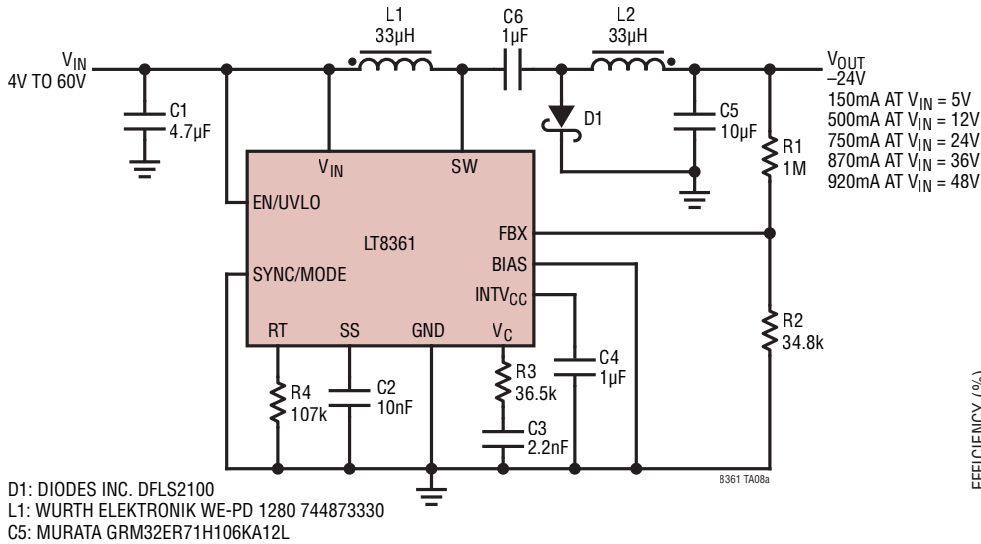 L1
33µH
C6
1µF
L2
33µH
VIN
4V TO 60V
VOUT
–24V
150mA AT VIN = 5V
500mA AT VIN = 12V
750mA AT VIN = 24V
870mA AT VIN = 36V
920mA AT VIN = 48V
C1
4.7µF
D1
C5
10µF
R1
1M
VIN
SW
EN/UVLO
LT8361
FBX
SYNC/MODE
BIAS
INTVCC
RT
SS
GND
VC
R2
34.8k
R4
107k
C2
10nF
R3
36.5k
C4
1µF
C3
2.2nF
8361 TA08a
EFFICIENCY (%)
D1: DIODES INC. DFLS2100
L1: WURTH ELEKTRONIK WE-PD 1280 744873330
C5: MURATA GRM32ER71H106KA12L